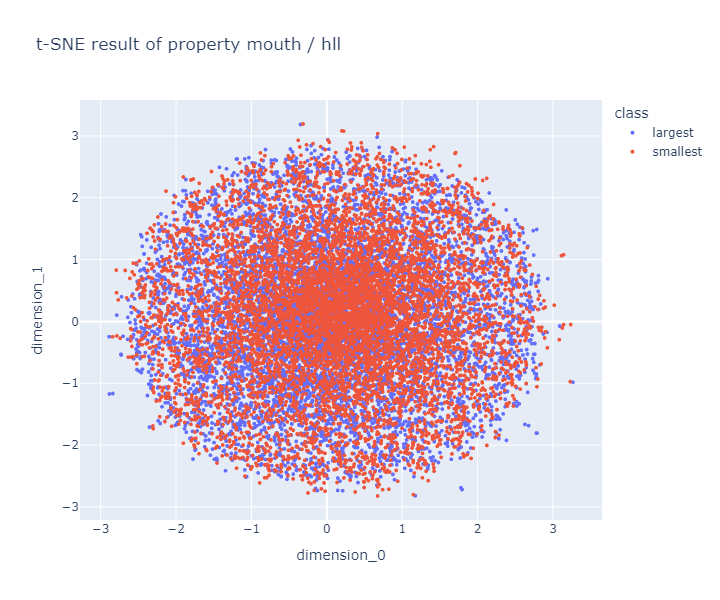 t-SNE result of property mouth / hll
class
largest
smallest
3
2
1
0
−1
−2
−3
dimension_1
−3
−2
−1
0
1
2
3
dimension_0